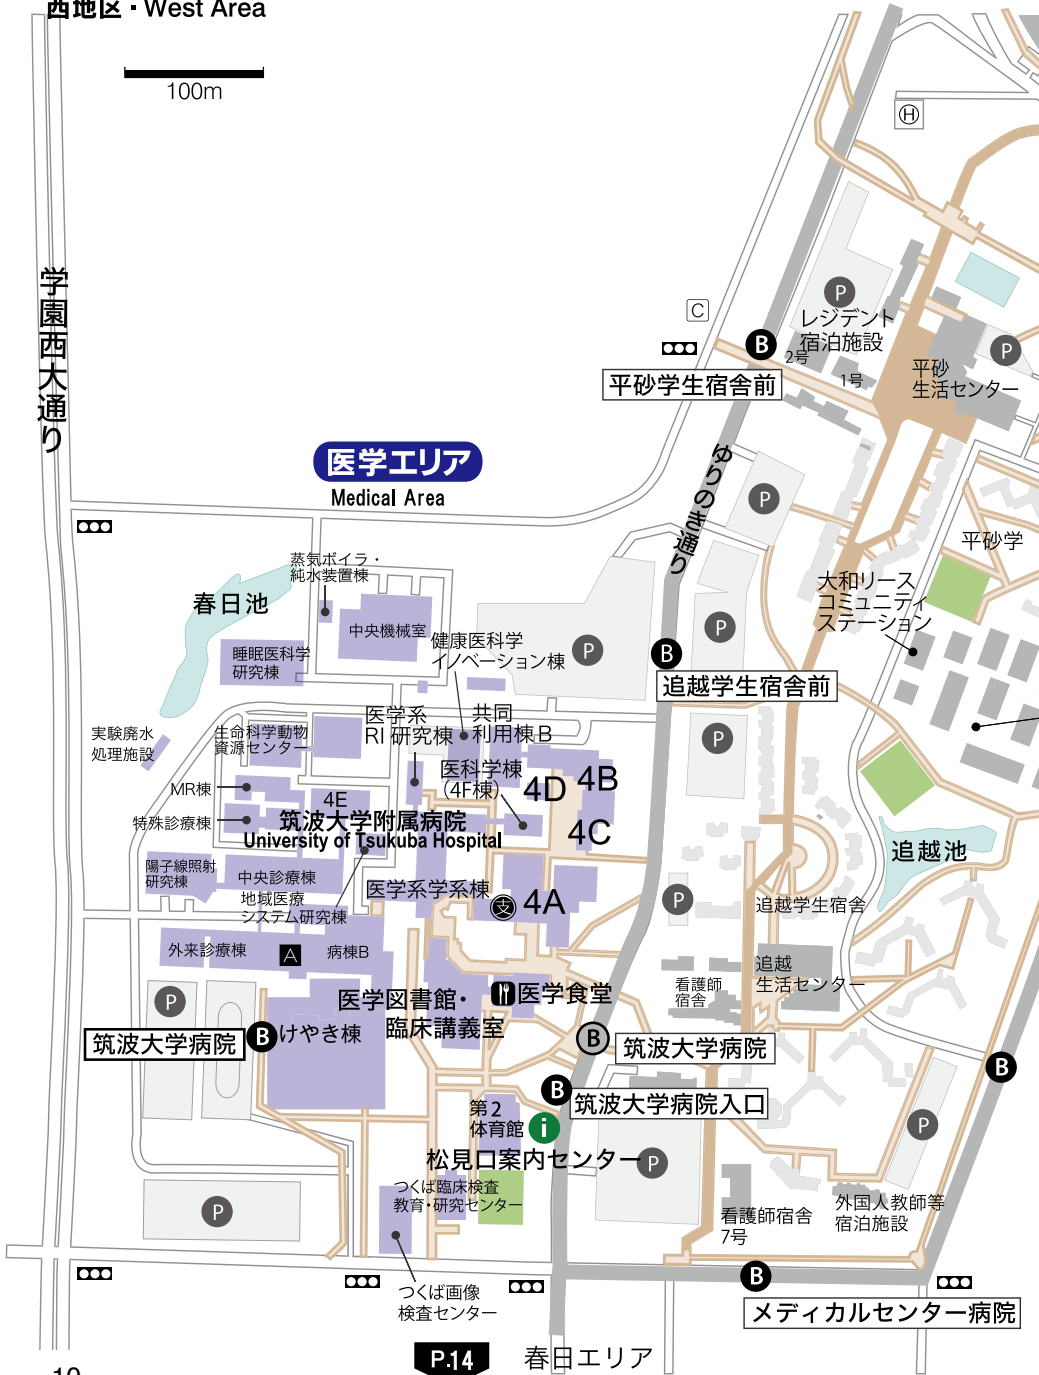 西地区・West Area
100m
H
学園西大通り
C
P
レジデント
宿泊施設
2号
1号
B
平砂学生宿舎前
平砂
生活センター
P
医学エリア
Medical Area
ゆりのき通り
P
平砂学
蒸気ボイラ・
純水装置棟
春日池
中央機械室
睡眠医科学
研究棟
健康医科学
イノベーション棟
P
P
大和リース
コミュニティ
ステーション
B
追越学生宿舎前
実験廃水
処理施設
生命科学動物
資源センター
医学系
RI 研究棟
共同
利用棟B
P
MR棟
医科学棟
(4F棟)
4D
4B
4E
特殊診療棟
筑波大学附属病院
University of Tsukuba Hospital
4C
追越池
陽子線照射
研究棟
中央診療棟
地域医療
システム研究棟
医学系学系棟
支
4A
P
追越学生宿舎
外来診療棟
A
病棟B
追越
生活センター
看護師
宿舎
P
医学図書館・
臨床講義室
医学食堂
筑波大学病院
B
けやき棟
B
筑波大学病院
B
B
筑波大学病院入口
第2
体育館
i
松見口案内センター
P
P
つくば臨床検査
教育・研究センター
P
看護師宿舎
7号
外国人教師等
宿泊施設
つくば画像
検査センター
B
メディカルセンター病院
P.14
春日エリア
10